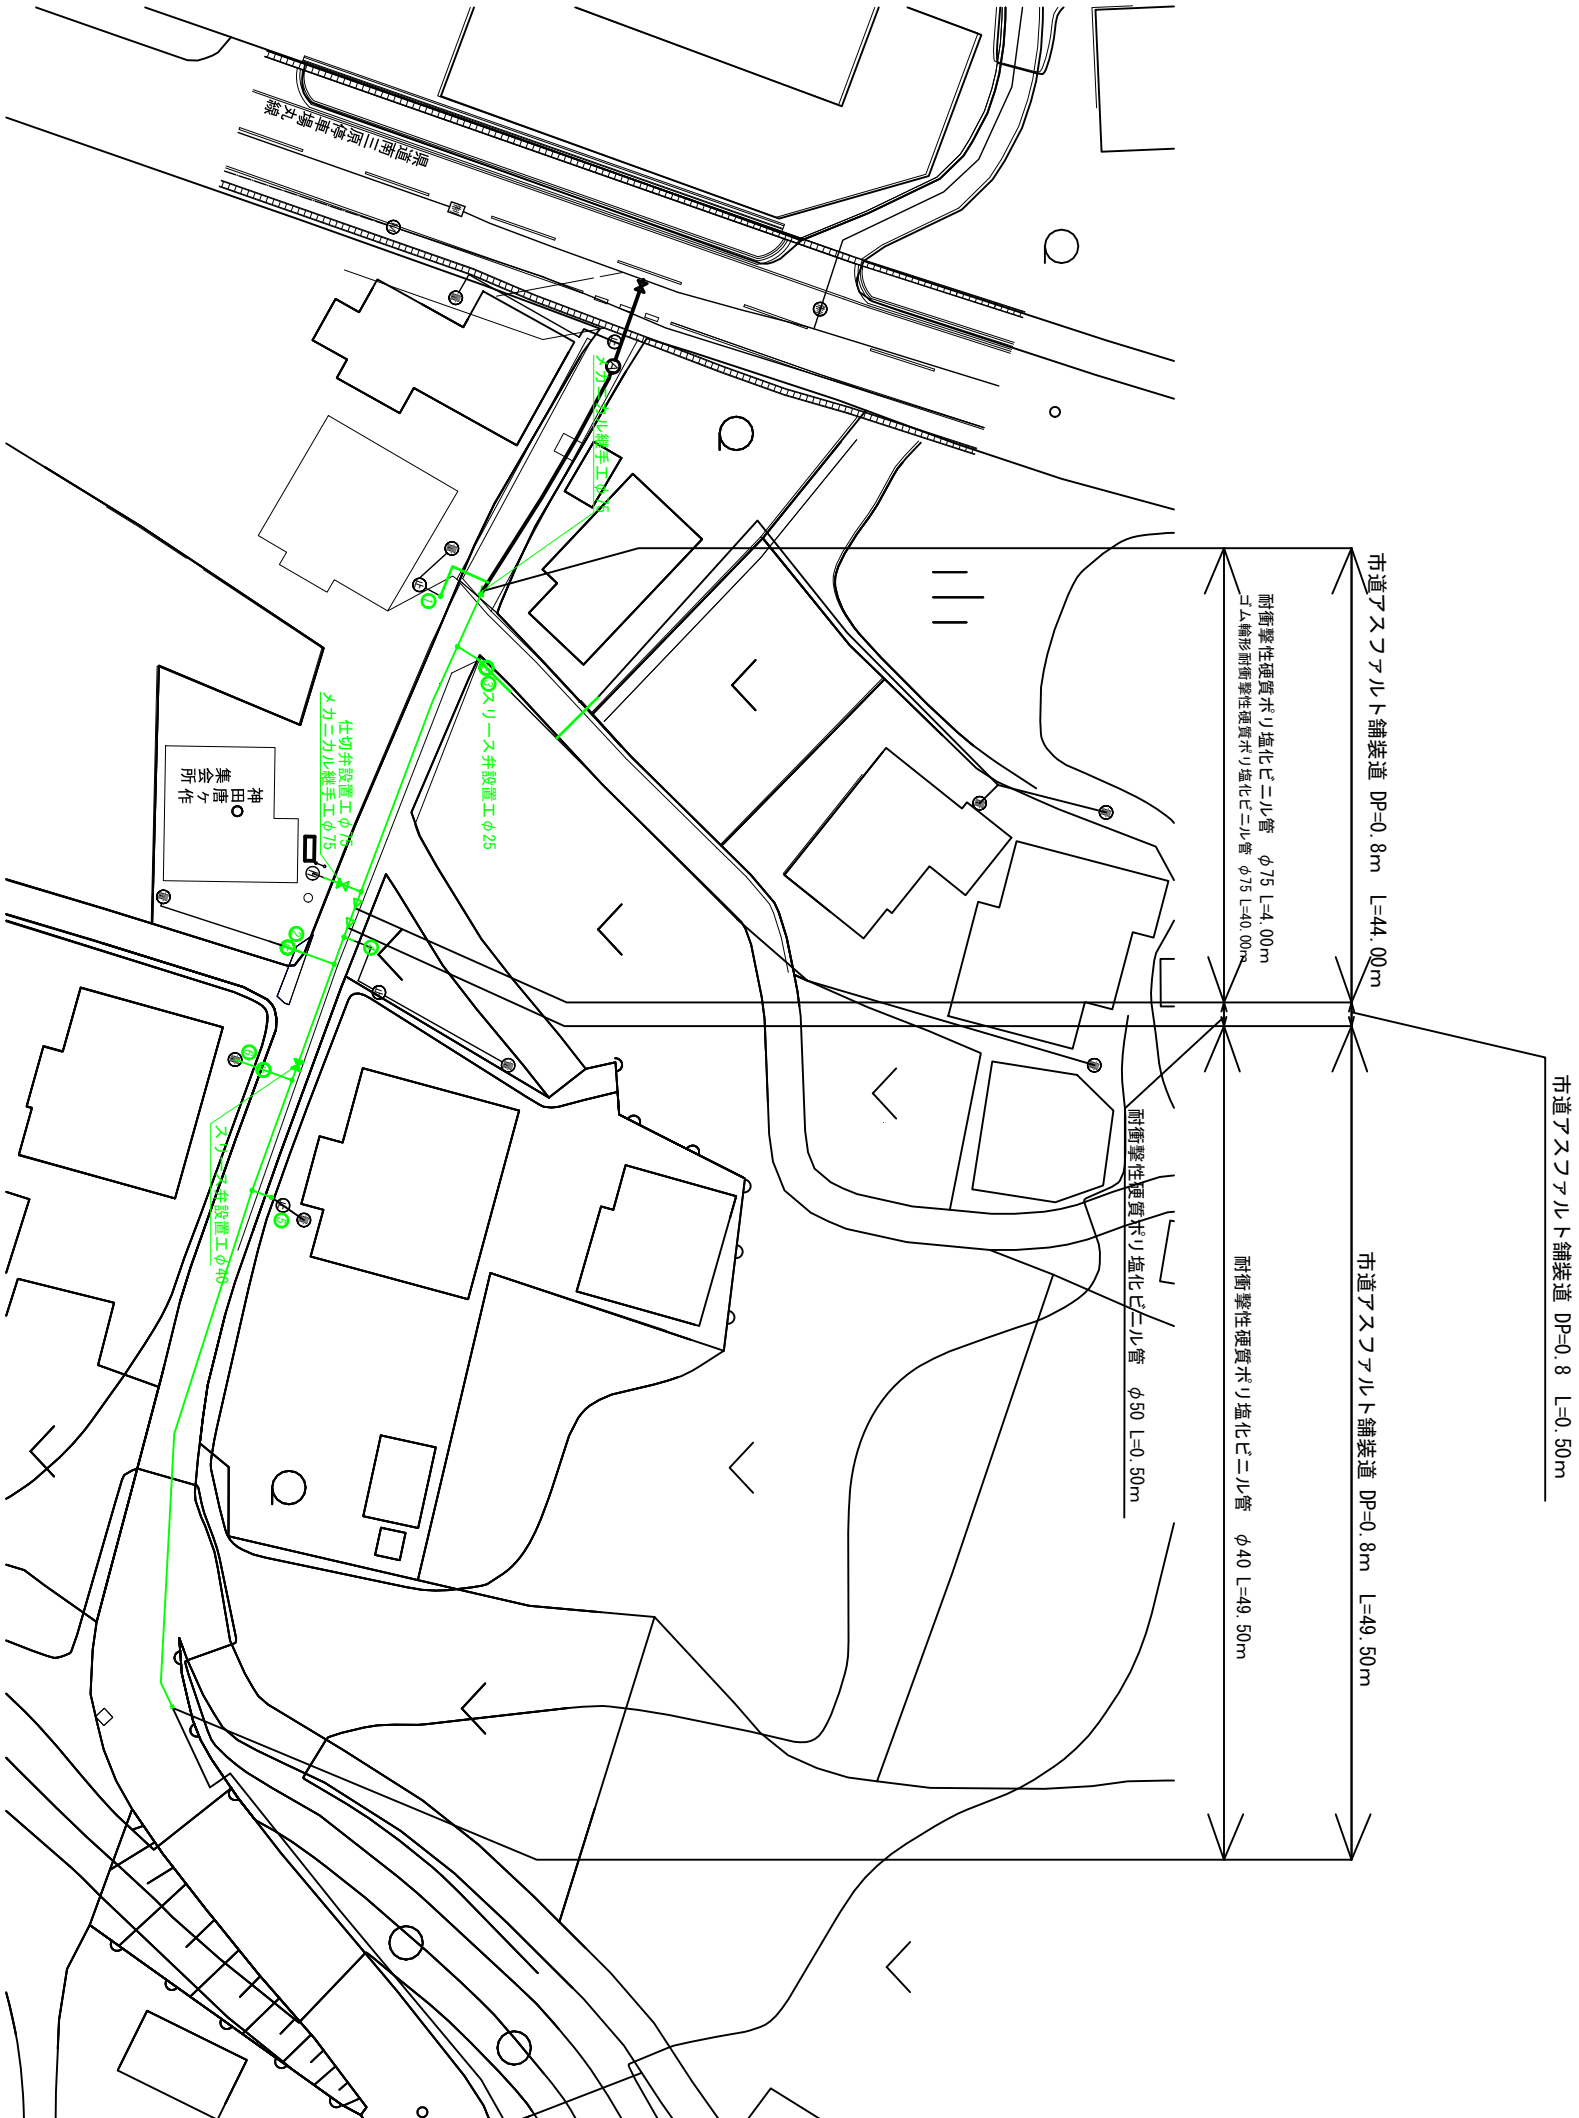 市道アスファルト舗装道 DP=0.8 L=0.50m
市道アスファルト舗装道 DP=0.8m L=44.00m
市道アスファルト舗装道 DP=0.8m L=49.50m
耐衝撃性硬質ポリ塩化ビニル管 φ75 L=4.00m
ゴム輪形耐衝撃性硬質ポリ塩化ビニル管 φ75 L=40.00m
耐衝撃性硬質ポリ塩化ビニル管 φ40 L=49.50m
耐衝撃性硬質ポリ塩化ビニル管 φ50 L=0.50m
メカニカル継手工φ75
スリース弁設置工φ25
県道南三原停車場丸線
仕切弁設置工φ75
メカニカル継手工φ75
神田唐ヶ作
集会所
スリース弁設置工φ40